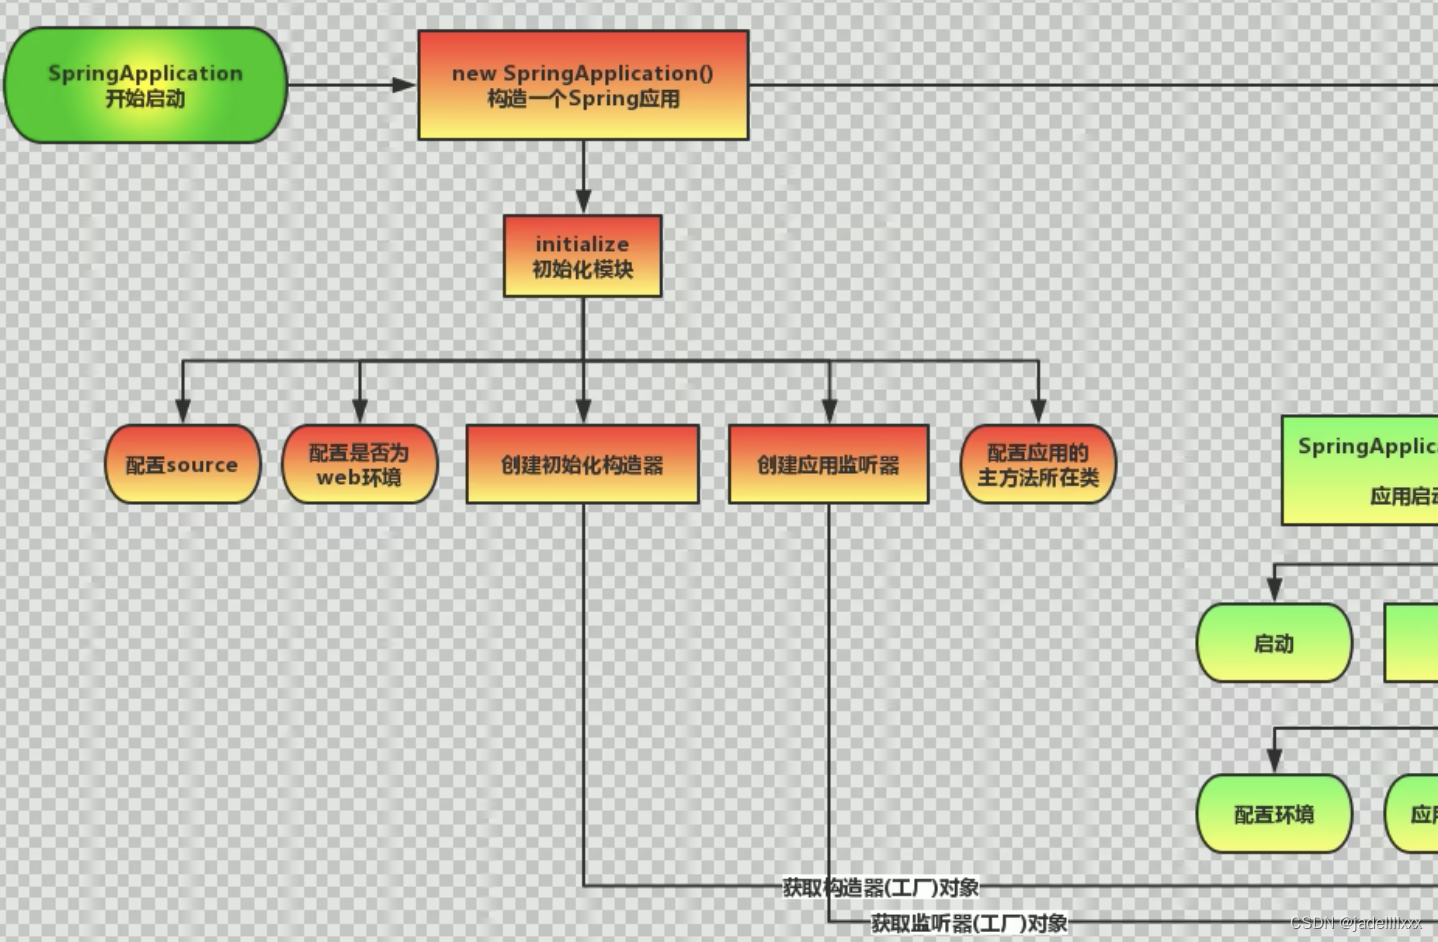 SpringApplication
开始启动
new SpringApplication()
构造一个Spring应用
initialize
初始化模块
配置source
配置是否为
web环境
创建初始化构造器
创建应用监听器
配置应用的
主方法所在类
SpringApplica
应用启动
启动
配置环境
应用
获取构造器(工厂)对象
获取监听器(工厂)对象